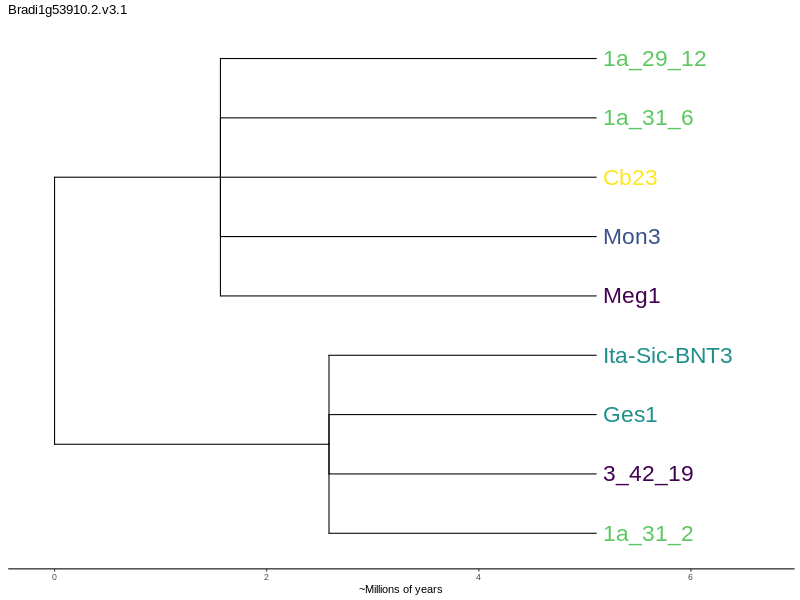 Bradi1g53910.2.v3.1
1a_29_12
1a_31_6
Cb23
Mon3
Meg1
Ita-Sic-BNT3
Ges1
3_42_19
1a_31_2
0 2 4 6
~Millions of years